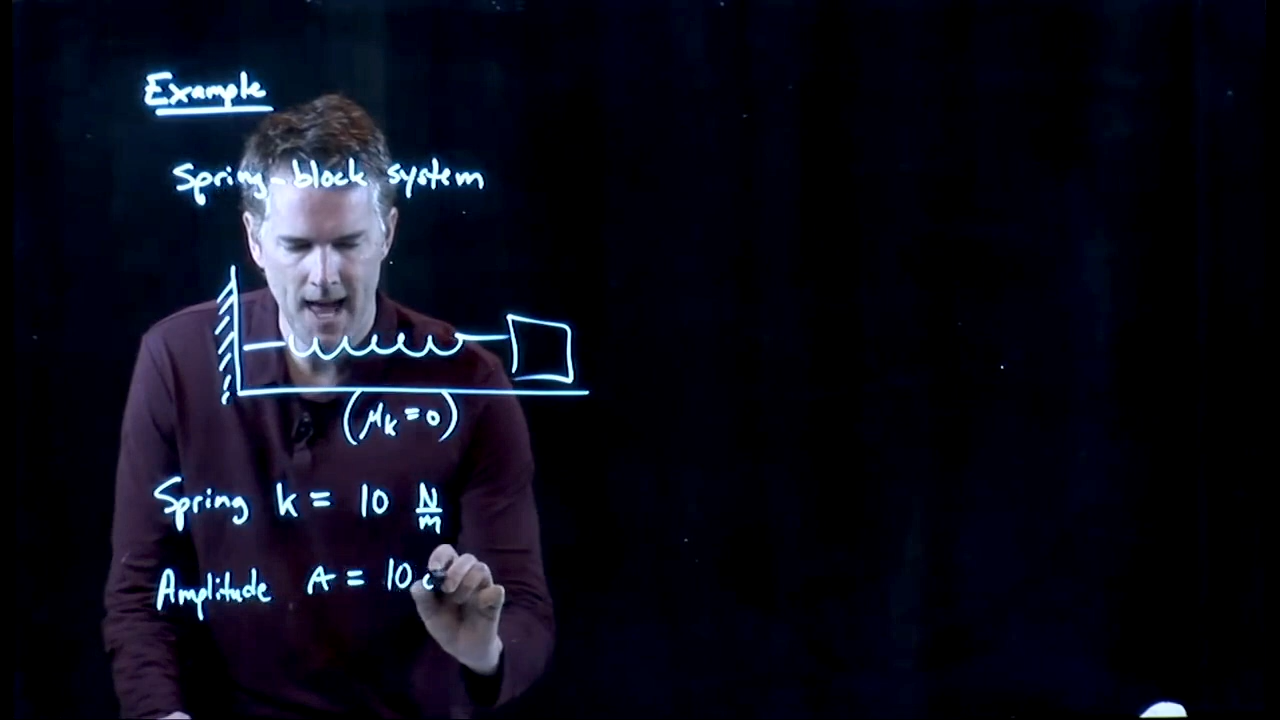 Example
Spring-block system
(μk = 0)
Spring k = 10 N/m
Amplitude A = 10 c